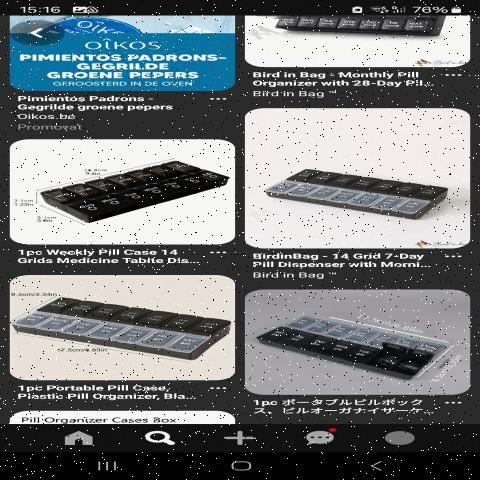 15:16
76%
OIKOS
PIMIENTOS PADRONS-
GEGRILDE
GROENE PEPERS
GEROOSTERD IN DE OVEN
Pimientos Padrons -
Gegrilde groene pepers
Oikos.be
Promovat
1pc Weekly Pill Case 14
Grids Medicine Tablte Dis...
1pc Portable Pill Case,
Plastic Pill Organizer, Bla...
Pill Organizer Cases Box
Bird in Bag - Monthly Pill
Organizer with 28-Day Pil...
Bird in Bag ™
BirdinBag - 14 Grid 7-Day
Pill Dispenser with Morni...
Bird in Bag ™
1pc ポータブルピルボック
ス、ピルオーガナイザーケ...